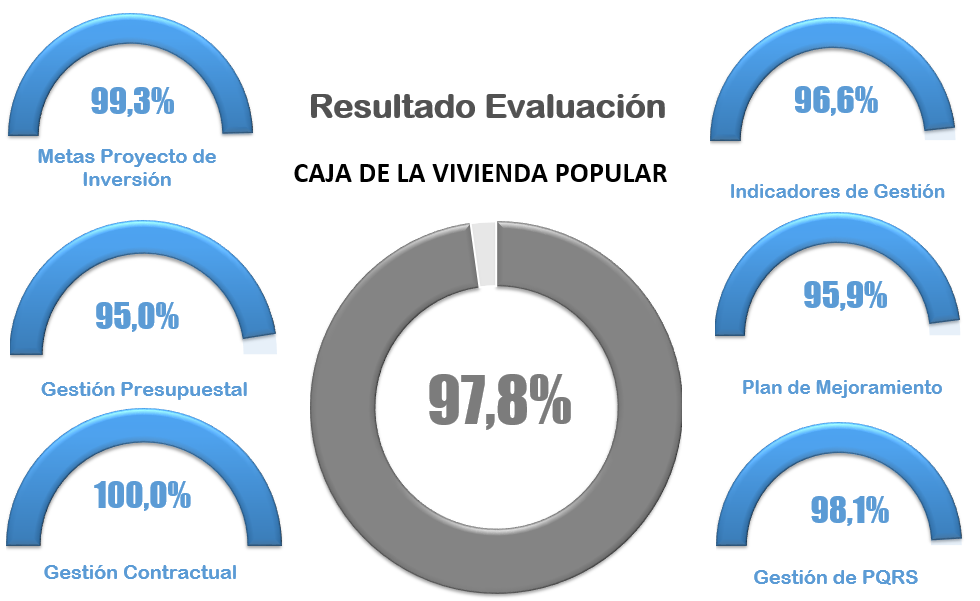 Resultado Evaluación
CAJA DE LA VIVIENDA POPULAR
97,8%
99,3%
Metas Proyecto de
Inversión
95,0%
Gestión Presupuestal
100,0%
Gestión Contractual
96,6%
Indicadores de Gestión
95,9%
Plan de Mejoramiento
98,1%
Gestión de PQRS